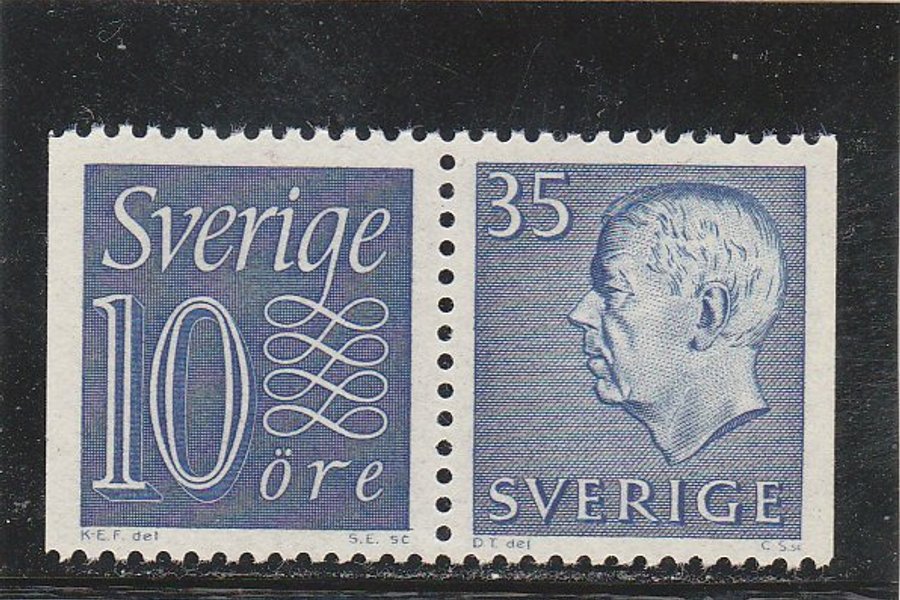 Sverige
10
öre
K-E.F. del
S.E. sc
35
SVERIGE
D T. del
C S.sc